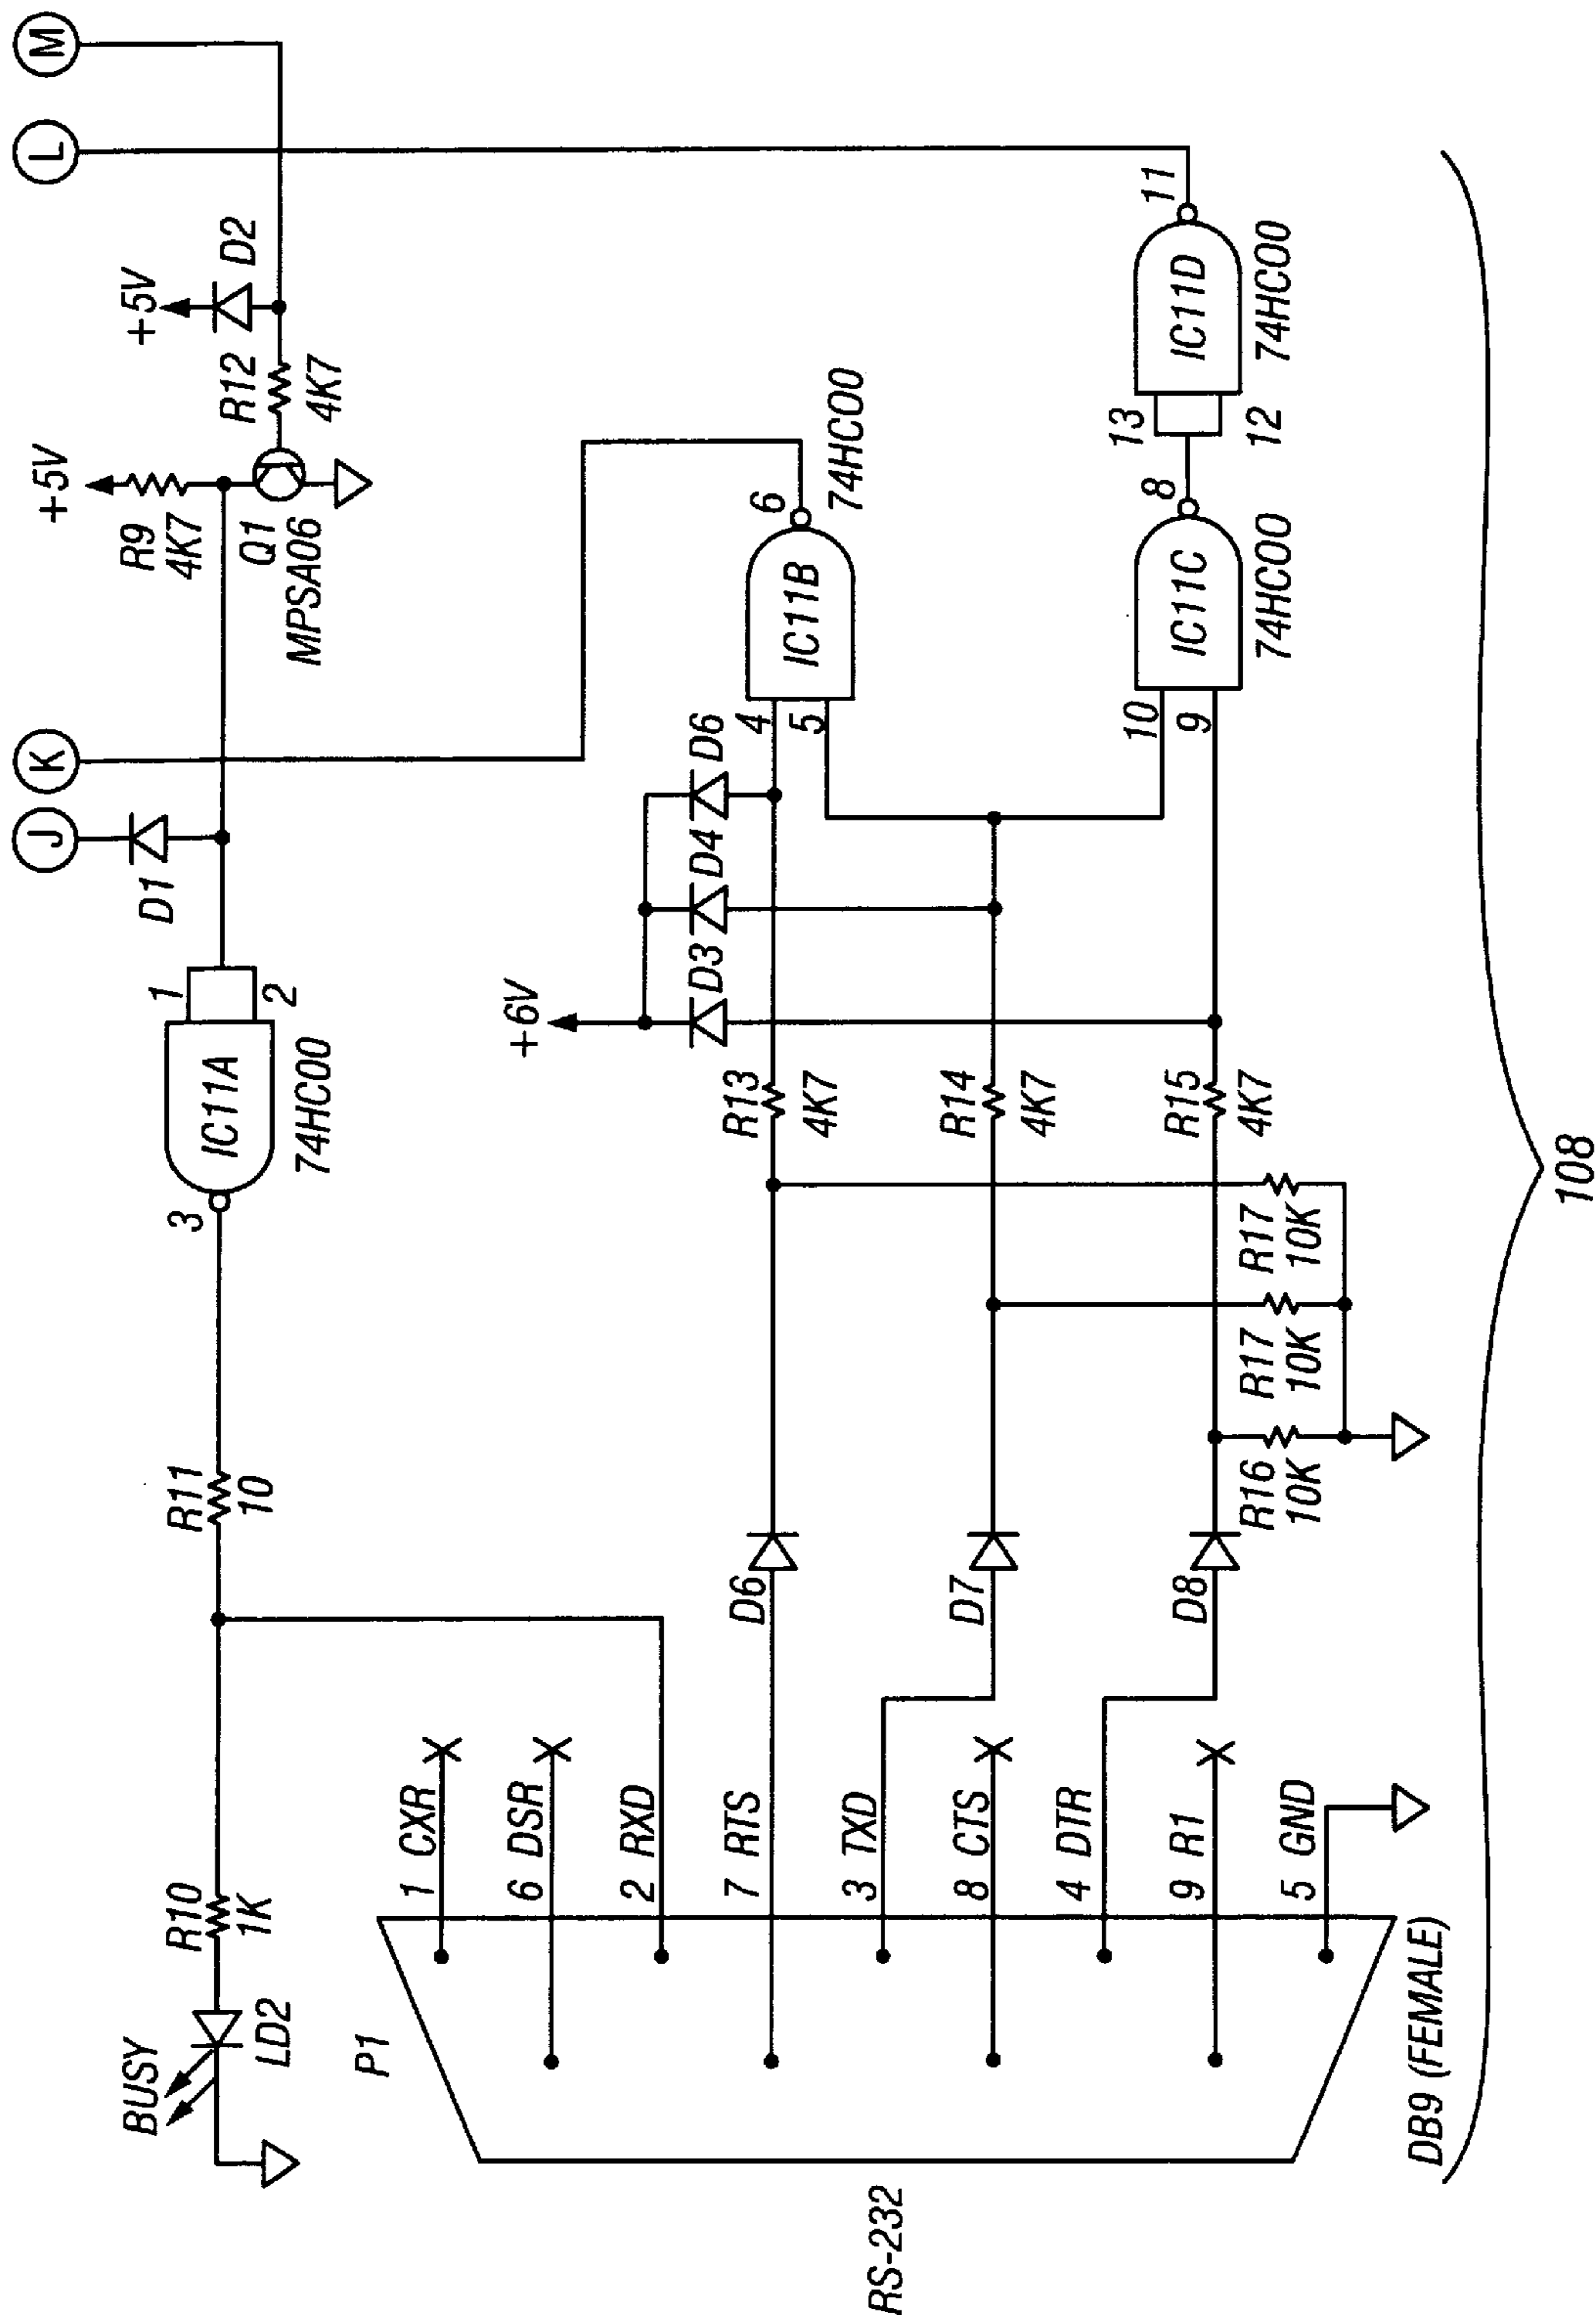 BUSY
LD2
R10
1K
R11
10
3
IC11A
74HC00
1
2
D1
J
K
L
M
+5V
R9
4K7
Q1
MPSA06
R12
4K7
+5V
D2
P1
1 CXR
6 DSR
2 RXD
7 RTS
3 TXD
8 CTS
4 DTR
9 R1
5 GND
RS-232
DB9 (FEMALE)
D6
D7
D8
R16
10K
R17
10K
R17
10K
R13
4K7
R14
4K7
R15
4K7
+6V
D3
D4
D6
4
5
IC11B
6
74HC00
10
9
IC11C
8
74HC00
13
12
IC11D
11
74HC00
108